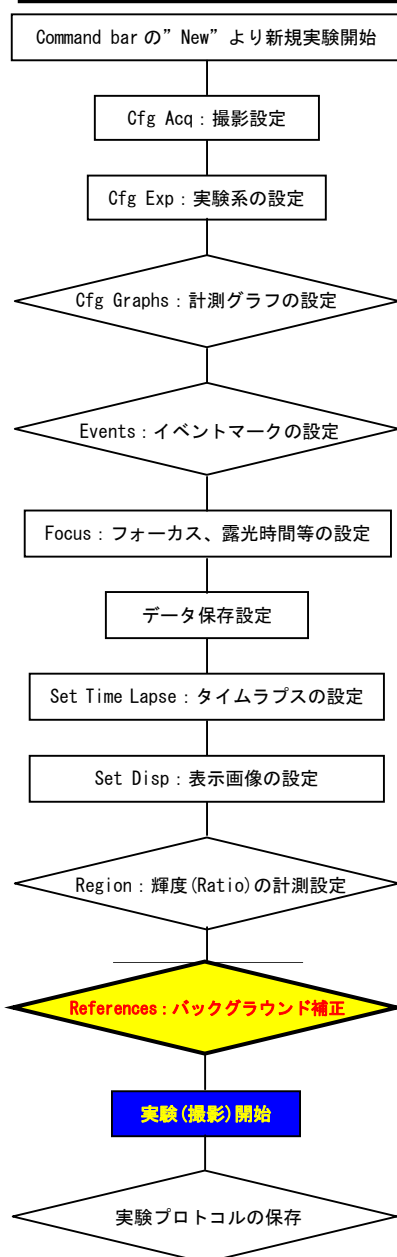 Command bar の”New”より新規実験開始
Cfg Acq：撮影設定
Cfg Exp：実験系の設定
Cfg Graphs：計測グラフの設定
Events：イベントマークの設定
Focus：フォーカス、露光時間等の設定
データ保存設定
Set Time Lapse：タイムラプスの設定
Set Disp：表示画像の設定
Region：輝度(Ratio)の計測設定
References：バックグラウンド補正
実験(撮影)開始
実験プロトコルの保存